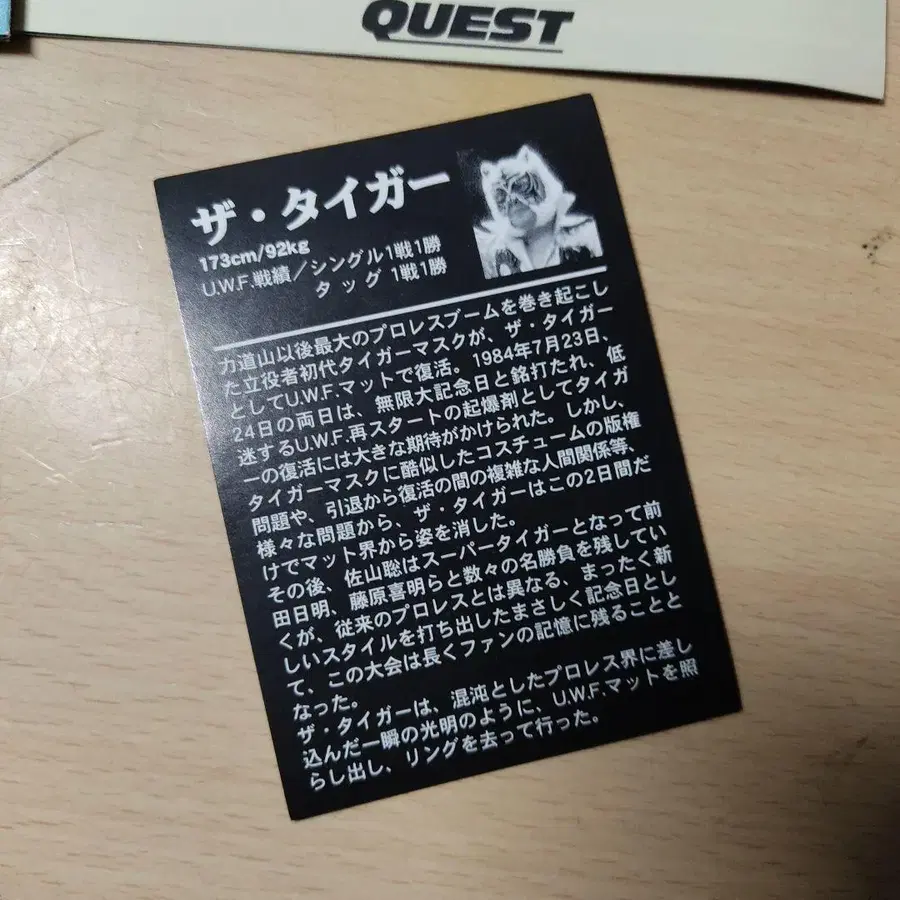 QUEST
ザ・タイガー
173cm/92kg
U.W.F.戦績／シングル1戦1勝
タッグ 1戦1勝
力道山以後最大のプロレスブームを巻き起こし
た立役者初代タイガーマスクが、ザ・タイガー
としてU.W.F.マットで復活。1984年7月23日、
24日の両日は、無限大記念日と銘打たれ、低
迷するU.W.F.再スタートの起爆剤としてタイガ
ーの復活には大きな期待がかけられた。しかし、
タイガーマスクに酷似したコスチュームの版権
問題や、引退から復活の間の複雑な人間関係等、
様々な問題から、ザ・タイガーはこの2日間だ
けでマット界から姿を消した。
その後、佐山聡はスーパータイガーとなって前
田日明、藤原喜明らと数々の名勝負を残してい
くが、従来のプロレスとは異なる、まったく新
しいスタイルを打ち出したまさしく記念日とし
て、この大会は長くファンの記憶に残ることと
なった。
ザ・タイガーは、混沌としたプロレス界に差し
込んだ一瞬の光明のように、U.W.F.マットを照
らし出し、リングを去って行った。